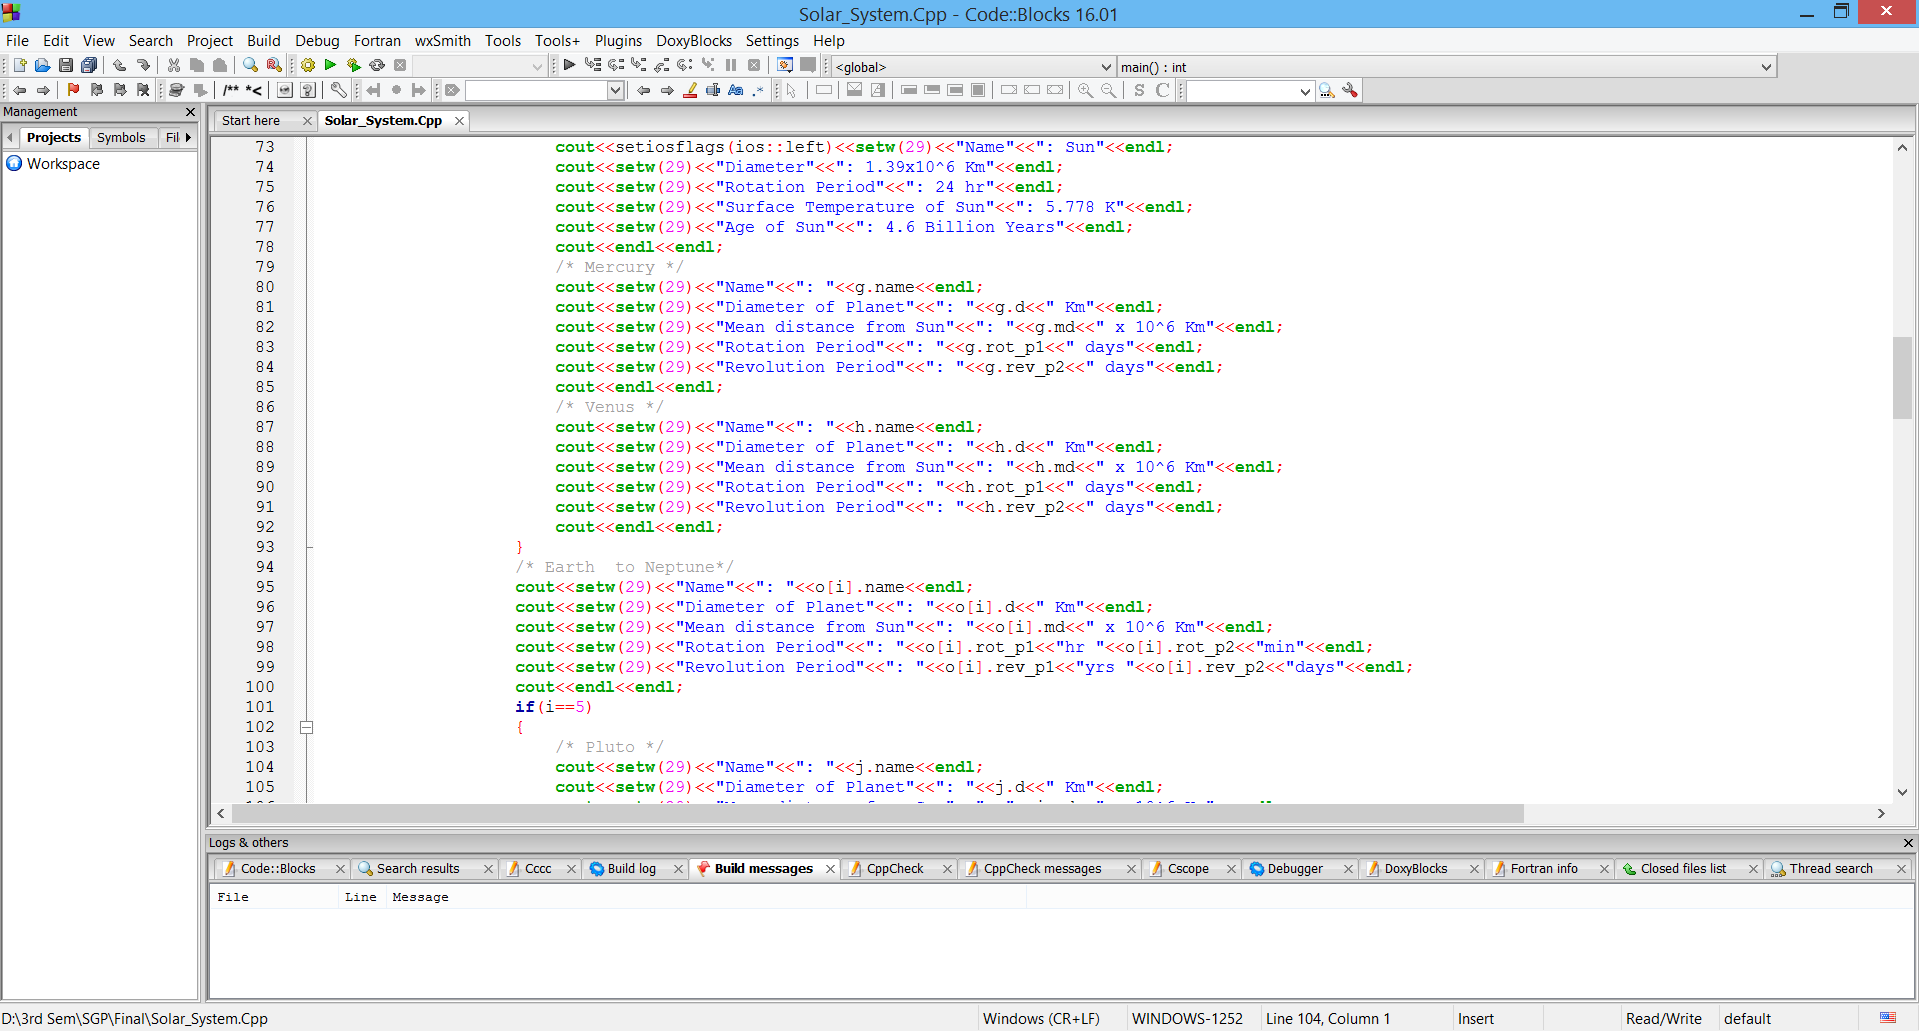 Solar_System.Cpp - Code::Blocks 16.01
File Edit View Search Project Build Debug Fortran wxSmith Tools Tools+ Plugins DoxyBlocks Settings Help
<global> main() : int
/** *<
S C
Management
Projects Symbols Fil
Workspace
Start here Solar_System.Cpp
73 cout<<setiosflags(ios::left)<<setw(29)<<"Name"<<": Sun"<<endl;
74 cout<<setw(29)<<"Diameter"<<": 1.39x10^6 Km"<<endl;
75 cout<<setw(29)<<"Rotation Period"<<": 24 hr"<<endl;
76 cout<<setw(29)<<"Surface Temperature of Sun"<<": 5.778 K"<<endl;
77 cout<<setw(29)<<"Age of Sun"<<": 4.6 Billion Years"<<endl;
78 cout<<endl<<endl;
79 /* Mercury */
80 cout<<setw(29)<<"Name"<<": "<<g.name<<endl;
81 cout<<setw(29)<<"Diameter of Planet"<<": "<<g.d<<" Km"<<endl;
82 cout<<setw(29)<<"Mean distance from Sun"<<": "<<g.md<<" x 10^6 Km"<<endl;
83 cout<<setw(29)<<"Rotation Period"<<": "<<g.rot_p1<<" days"<<endl;
84 cout<<setw(29)<<"Revolution Period"<<": "<<g.rev_p2<<" days"<<endl;
85 cout<<endl<<endl;
86 /* Venus */
87 cout<<setw(29)<<"Name"<<": "<<h.name<<endl;
88 cout<<setw(29)<<"Diameter of Planet"<<": "<<h.d<<" Km"<<endl;
89 cout<<setw(29)<<"Mean distance from Sun"<<": "<<h.md<<" x 10^6 Km"<<endl;
90 cout<<setw(29)<<"Rotation Period"<<": "<<h.rot_p1<<" days"<<endl;
91 cout<<setw(29)<<"Revolution Period"<<": "<<h.rev_p2<<" days"<<endl;
92 cout<<endl<<endl;
93 }
94 /* Earth  to Neptune*/
95 cout<<setw(29)<<"Name"<<": "<<o[i].name<<endl;
96 cout<<setw(29)<<"Diameter of Planet"<<": "<<o[i].d<<" Km"<<endl;
97 cout<<setw(29)<<"Mean distance from Sun"<<": "<<o[i].md<<" x 10^6 Km"<<endl;
98 cout<<setw(29)<<"Rotation Period"<<": "<<o[i].rot_p1<<"hr "<<o[i].rot_p2<<"min"<<endl;
99 cout<<setw(29)<<"Revolution Period"<<": "<<o[i].rev_p1<<"yrs "<<o[i].rev_p2<<"days"<<endl;
100 cout<<endl<<endl;
101 if(i==5)
102 {
103 /* Pluto */
104 cout<<setw(29)<<"Name"<<": "<<j.name<<endl;
105 cout<<setw(29)<<"Diameter of Planet"<<": "<<j.d<<" Km"<<endl;
Logs & others
Code::Blocks Search results Cccc Build log Build messages CppCheck CppCheck messages Cscope Debugger DoxyBlocks Fortran info Closed files list Thread search
File Line Message
D:\3rd Sem\SGP\Final\Solar_System.Cpp Windows (CR+LF) WINDOWS-1252 Line 104, Column 1 Insert Read/Write default